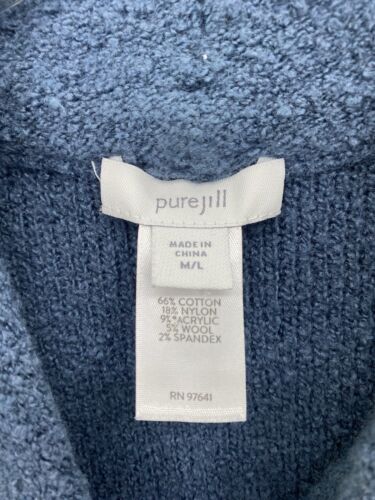 purejill
MADE IN
CHINA
M/L
66% COTTON
18% NYLON
9%*ACRYLIC
5% WOOL
2% SPANDEX
RN 97641